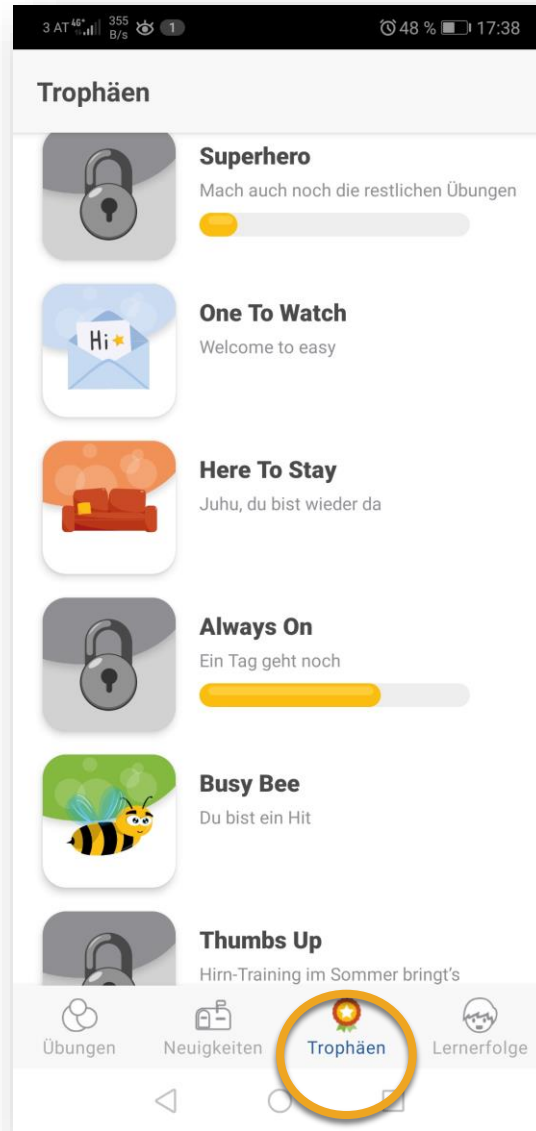 3 AT 4G+ 355 B/s 1 48 % 17:38
Trophäen
Superhero
Mach auch noch die restlichen Übungen
One To Watch
Welcome to easy
Hi
Here To Stay
Juhu, du bist wieder da
Always On
Ein Tag geht noch
Busy Bee
Du bist ein Hit
Thumbs Up
Hirn-Training im Sommer bringt's
Übungen Neuigkeiten Trophäen Lernerfolge